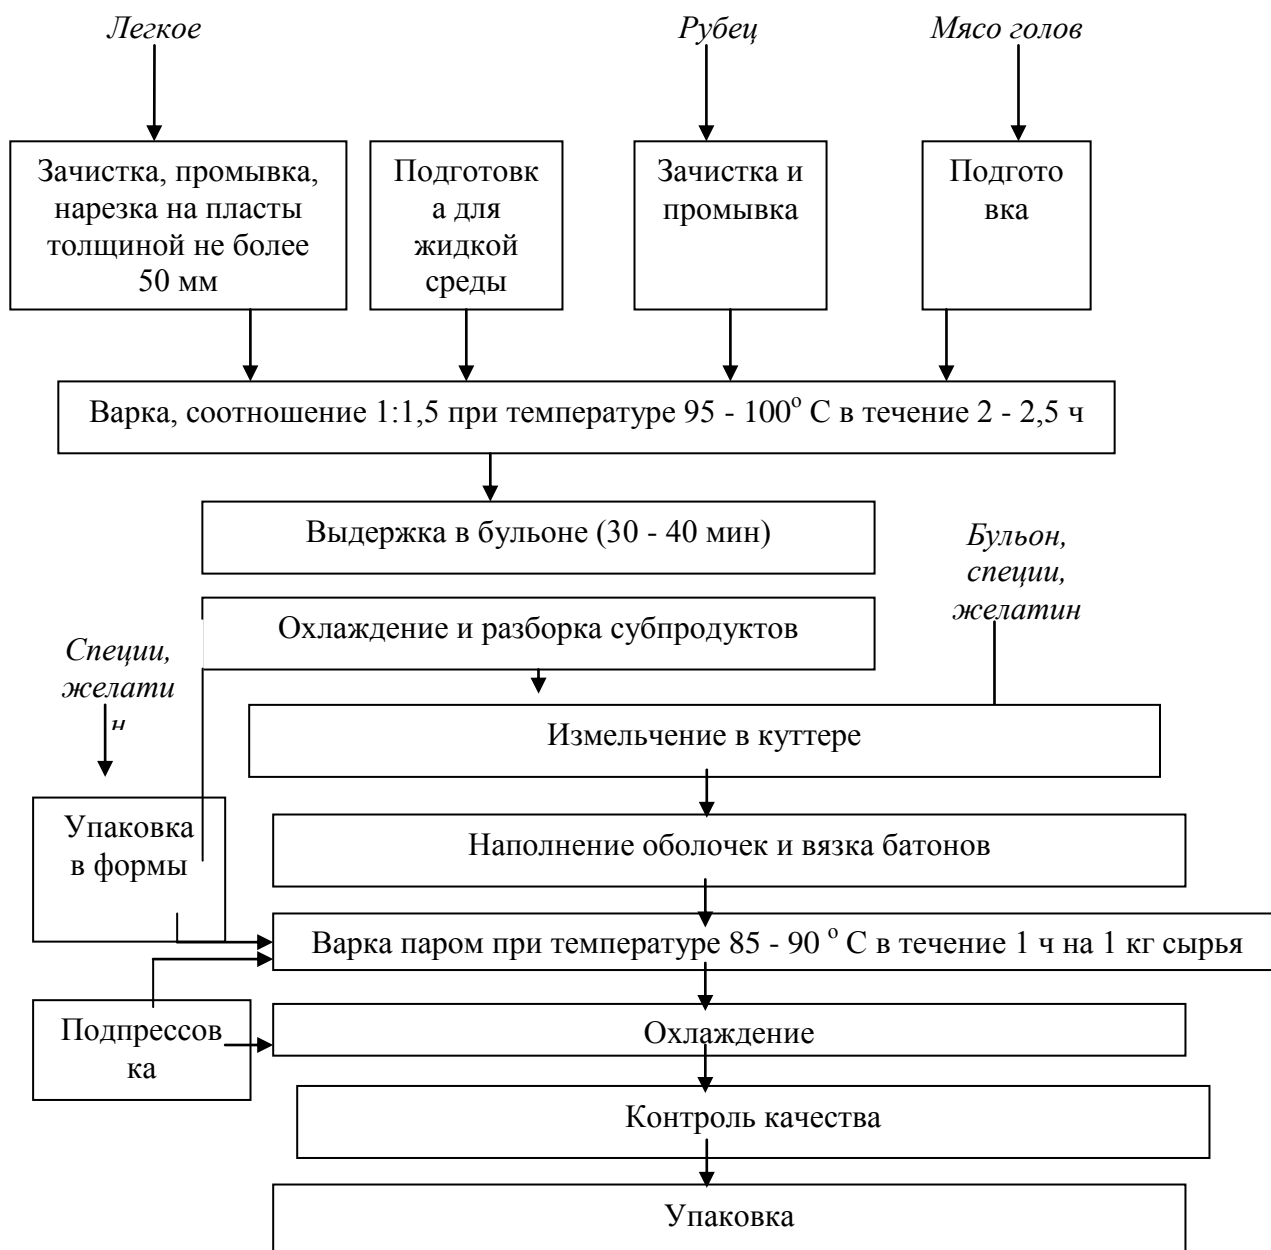 Легкое
Рубец
Мясо голов
Зачистка, промывка,
нарезка на пласты
толщиной не более
50 мм
Подготовк
а для
жидкой
среды
Зачистка и
промывка
Подгото
вка
Варка, соотношение 1:1,5 при температуре 95 - 100° С в течение 2 - 2,5 ч
Выдержка в бульоне (30 - 40 мин)
Бульон,
специи,
желатин
Охлаждение и разборка субпродуктов
Специи,
желати
н
Измельчение в куттере
Упаковка
в формы
Наполнение оболочек и вязка батонов
Варка паром при температуре 85 - 90 ° С в течение 1 ч на 1 кг сырья
Подпрессов
ка
Охлаждение
Контроль качества
Упаковка